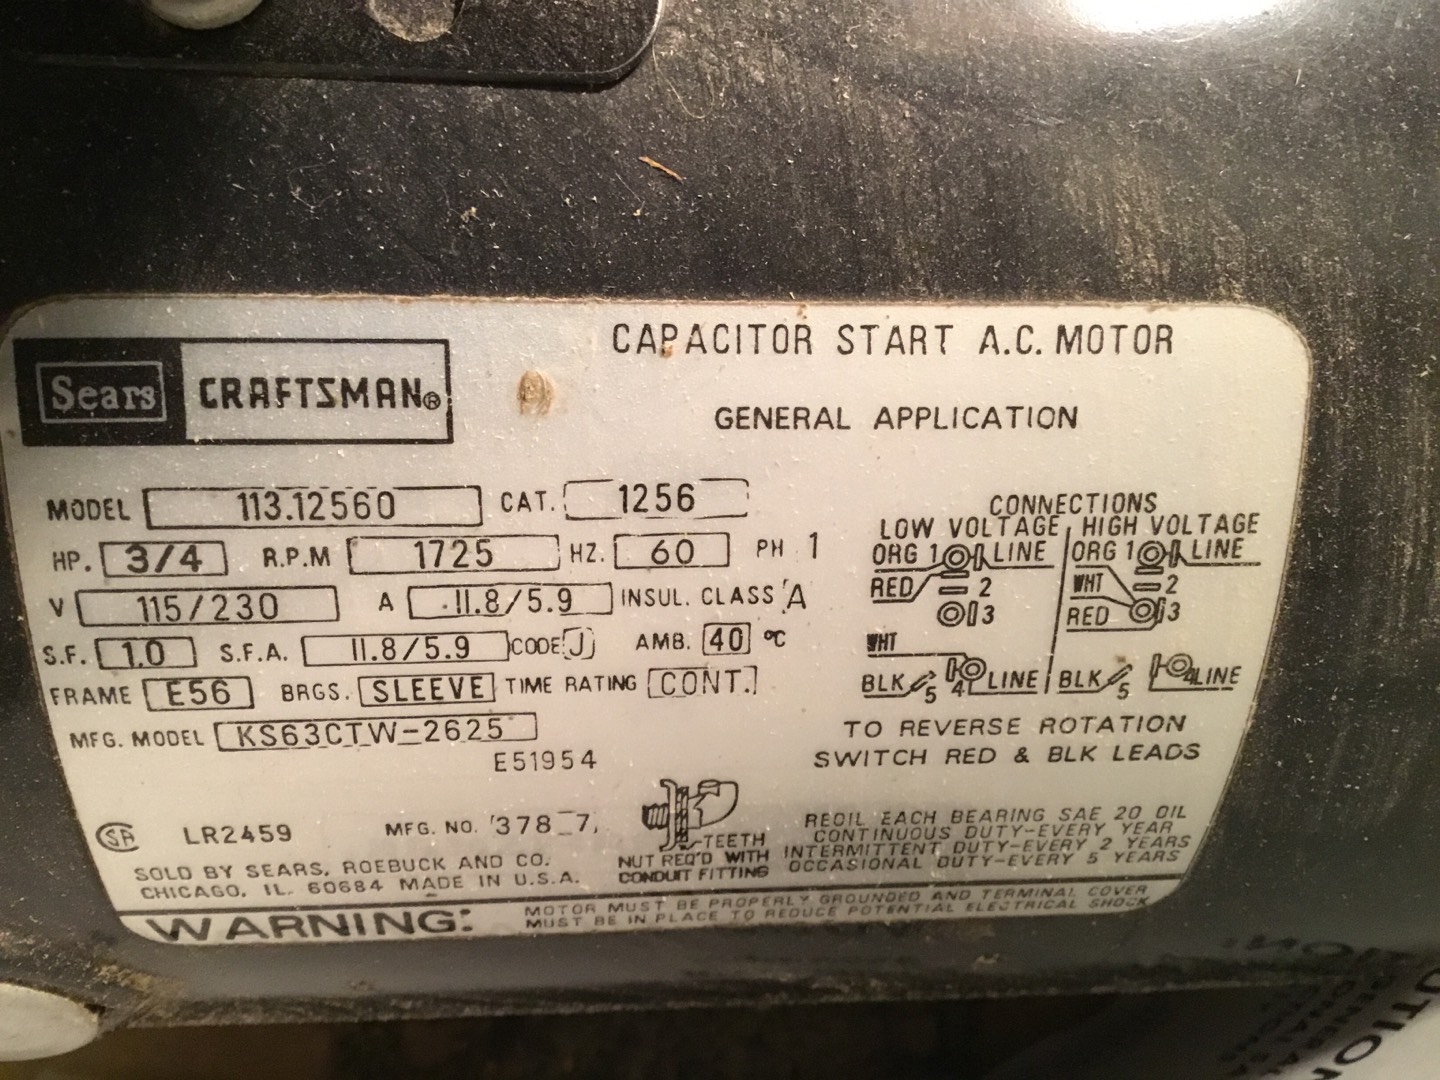 Sears CRAFTSMAN®
CAPACITOR START A.C. MOTOR
GENERAL APPLICATION
MODEL 113.12560 CAT. 1256
HP. 3/4 R.P.M 1725 HZ. 60 PH 1
V 115/230 A 11.8/5.9 INSUL. CLASS A
S.F. 1.0 S.F.A. 11.8/5.9 CODE J AMB. 40 °C
FRAME E56 BRGS. SLEEVE TIME RATING CONT.
MFG. MODEL KS63CTW-2625
E51954
LR2459 MFG. NO. 378 7
SOLD BY SEARS, ROEBUCK AND CO.
CHICAGO, IL. 60684 MADE IN U.S.A.
TEETH
NUT REQ'D WITH
CONDUIT FITTING
CONNECTIONS
LOW VOLTAGE HIGH VOLTAGE
ORG 1 LINE ORG 1 LINE
RED 2 WHT 2
3 RED 3
WHT
BLK 5 4 LINE BLK 5 4 LINE
TO REVERSE ROTATION
SWITCH RED & BLK LEADS
REOIL EACH BEARING SAE 20 OIL
CONTINUOUS DUTY-EVERY YEAR
INTERMITTENT DUTY-EVERY 2 YEARS
OCCASIONAL DUTY-EVERY 5 YEARS
WARNING: MOTOR MUST BE PROPERLY GROUNDED AND TERMINAL COVER
MUST BE IN PLACE TO REDUCE POTENTIAL ELECTRICAL SHOCK